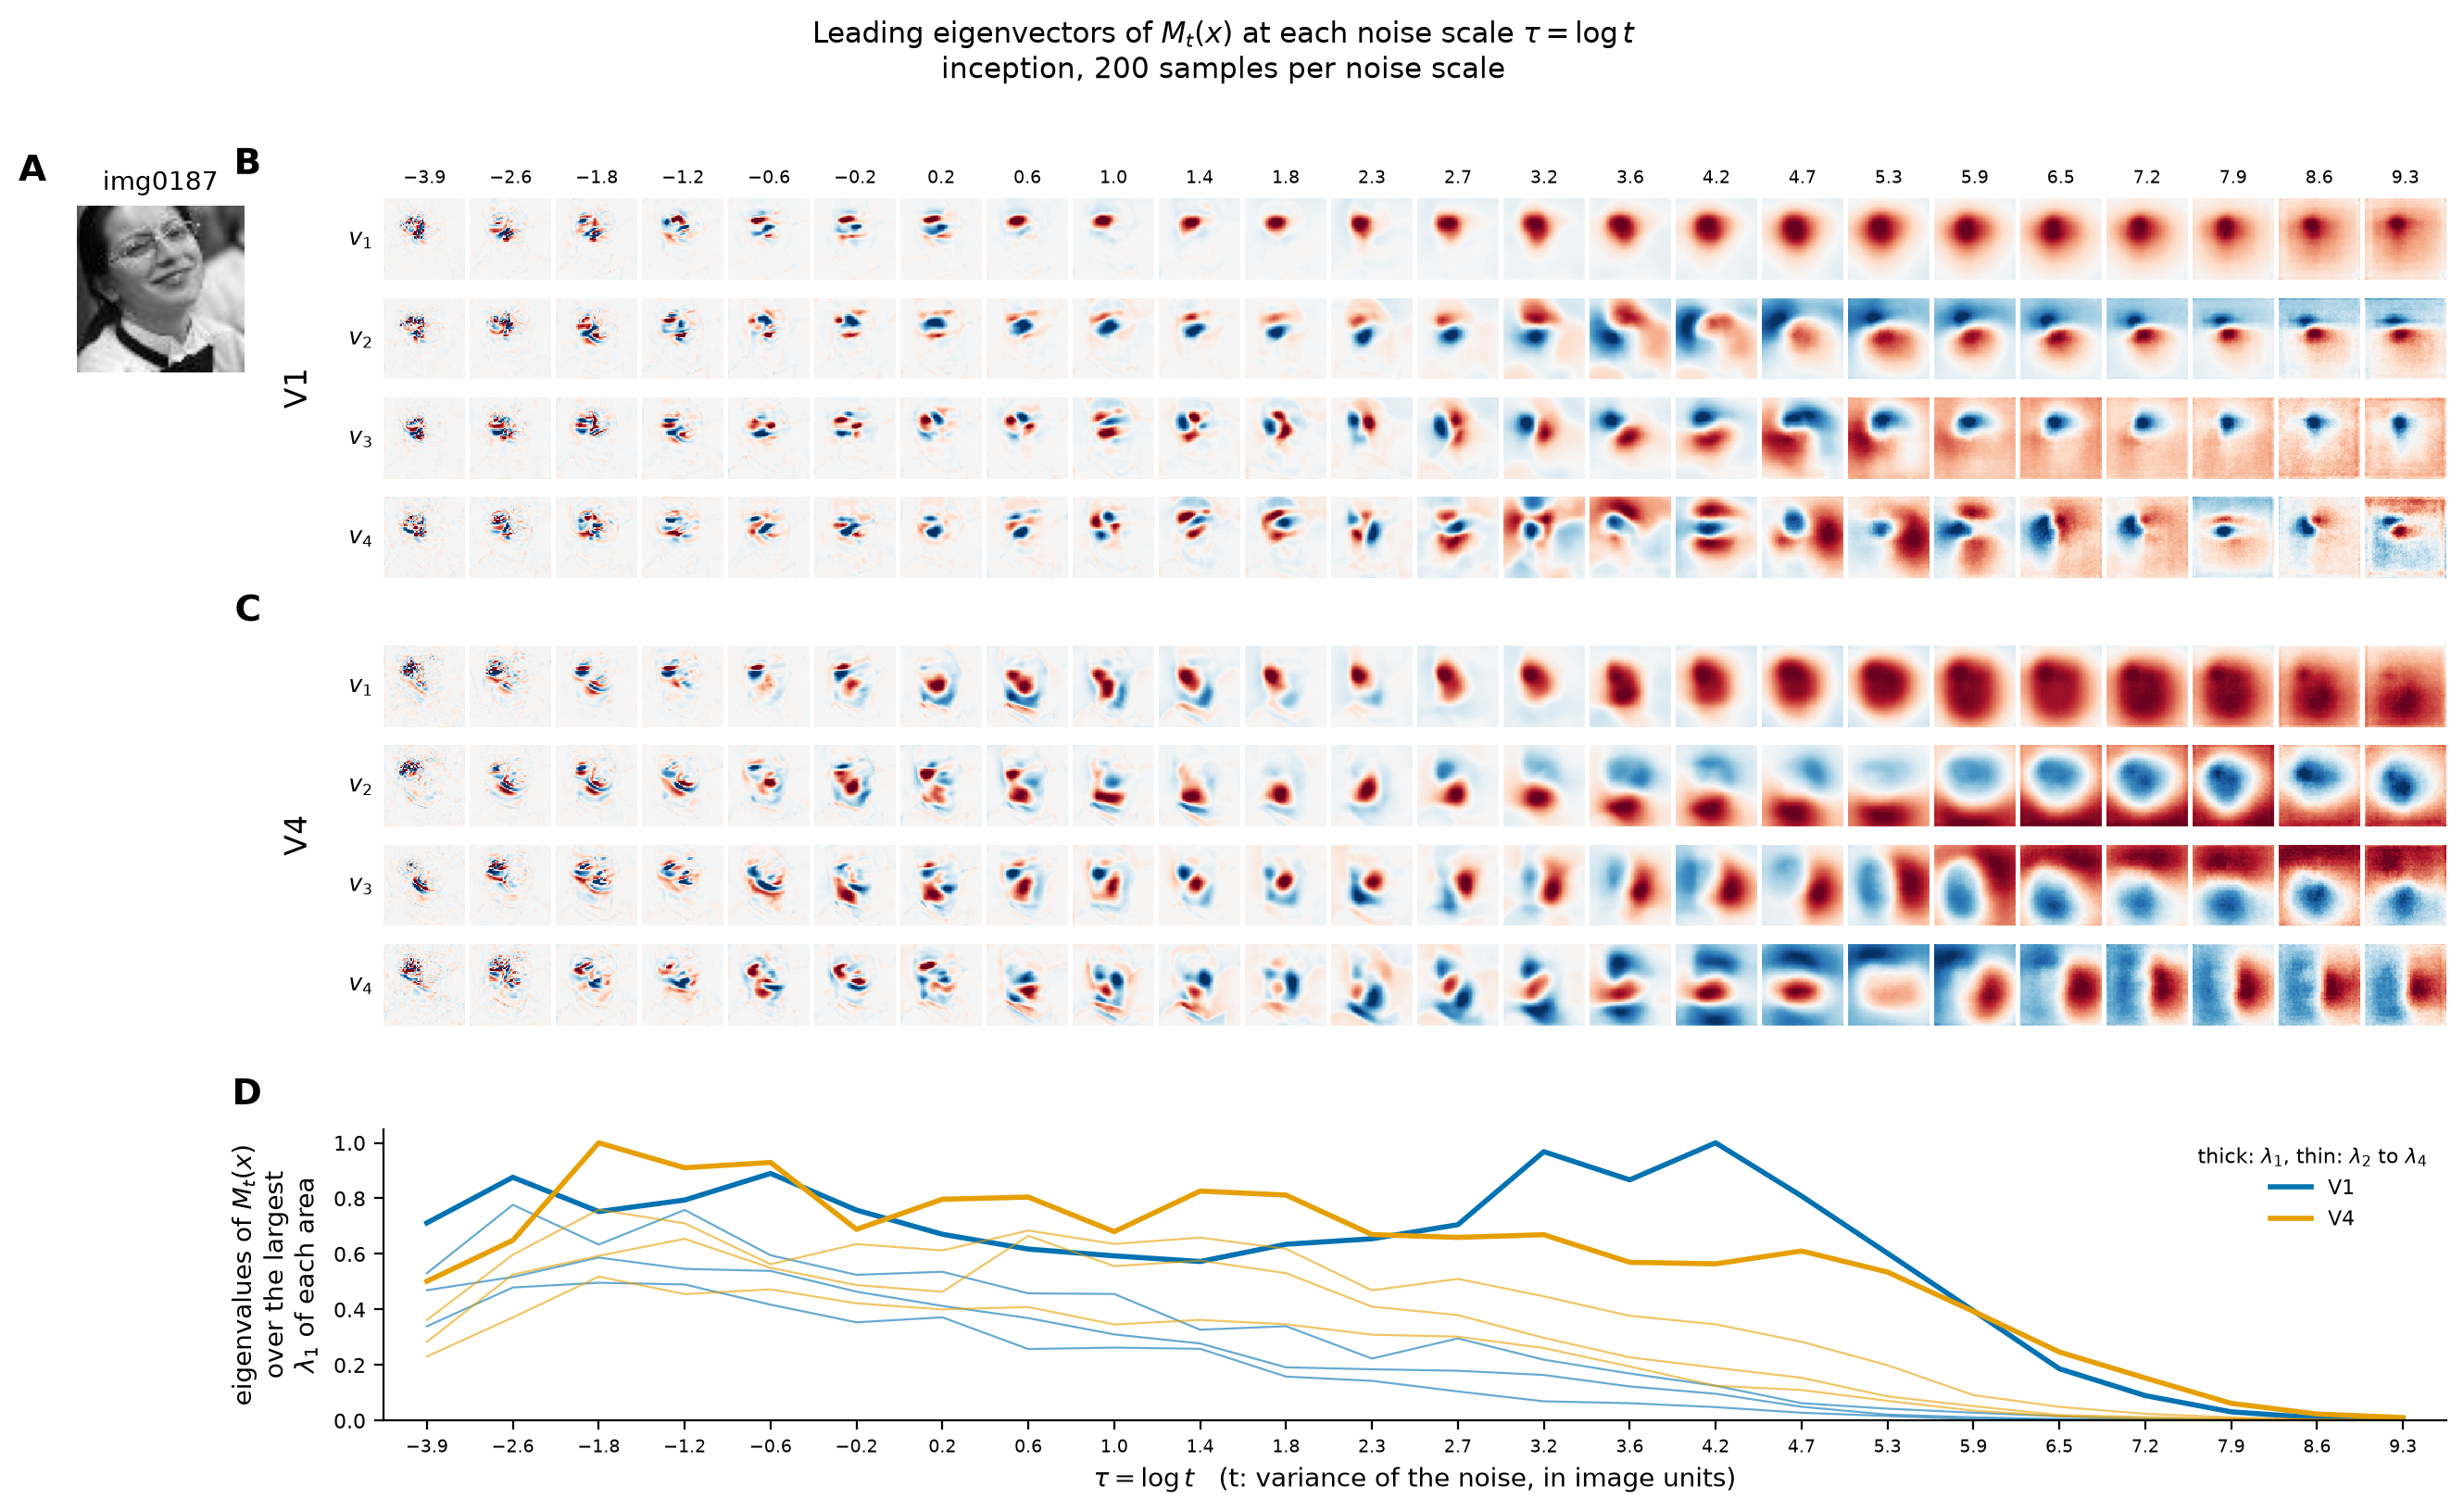 Leading eigenvectors of M_t(x) at each noise scale τ = log t
inception, 200 samples per noise scale
A
img0187
B
−3.9 −2.6 −1.8 −1.2 −0.6 −0.2 0.2 0.6 1.0 1.4 1.8 2.3 2.7 3.2 3.6 4.2 4.7 5.3 5.9 6.5 7.2 7.9 8.6 9.3
V1
v1
v2
v3
v4
C
V4
v1
v2
v3
v4
D
eigenvalues of M_t(x)
over the largest
λ1 of each area
1.0
0.8
0.6
0.4
0.2
0.0
thick: λ1, thin: λ2 to λ4
V1
V4
−3.9 −2.6 −1.8 −1.2 −0.6 −0.2 0.2 0.6 1.0 1.4 1.8 2.3 2.7 3.2 3.6 4.2 4.7 5.3 5.9 6.5 7.2 7.9 8.6 9.3
τ = log t (t: variance of the noise, in image units)